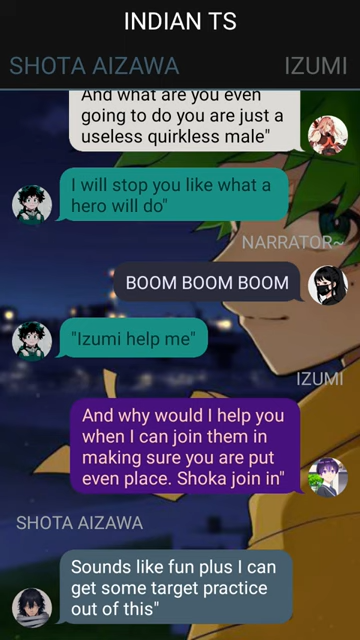 INDIAN TS
SHOTA AIZAWA IZUMI
And what are you even
going to do you are just a
useless quirkless male"
I will stop you like what a
hero will do"
NARRATOR~
BOOM BOOM BOOM
"Izumi help me"
IZUMI
And why would I help you
when I can join them in
making sure you are put
even place. Shoka join in"
SHOTA AIZAWA
Sounds like fun plus I can
get some target practice
out of this"